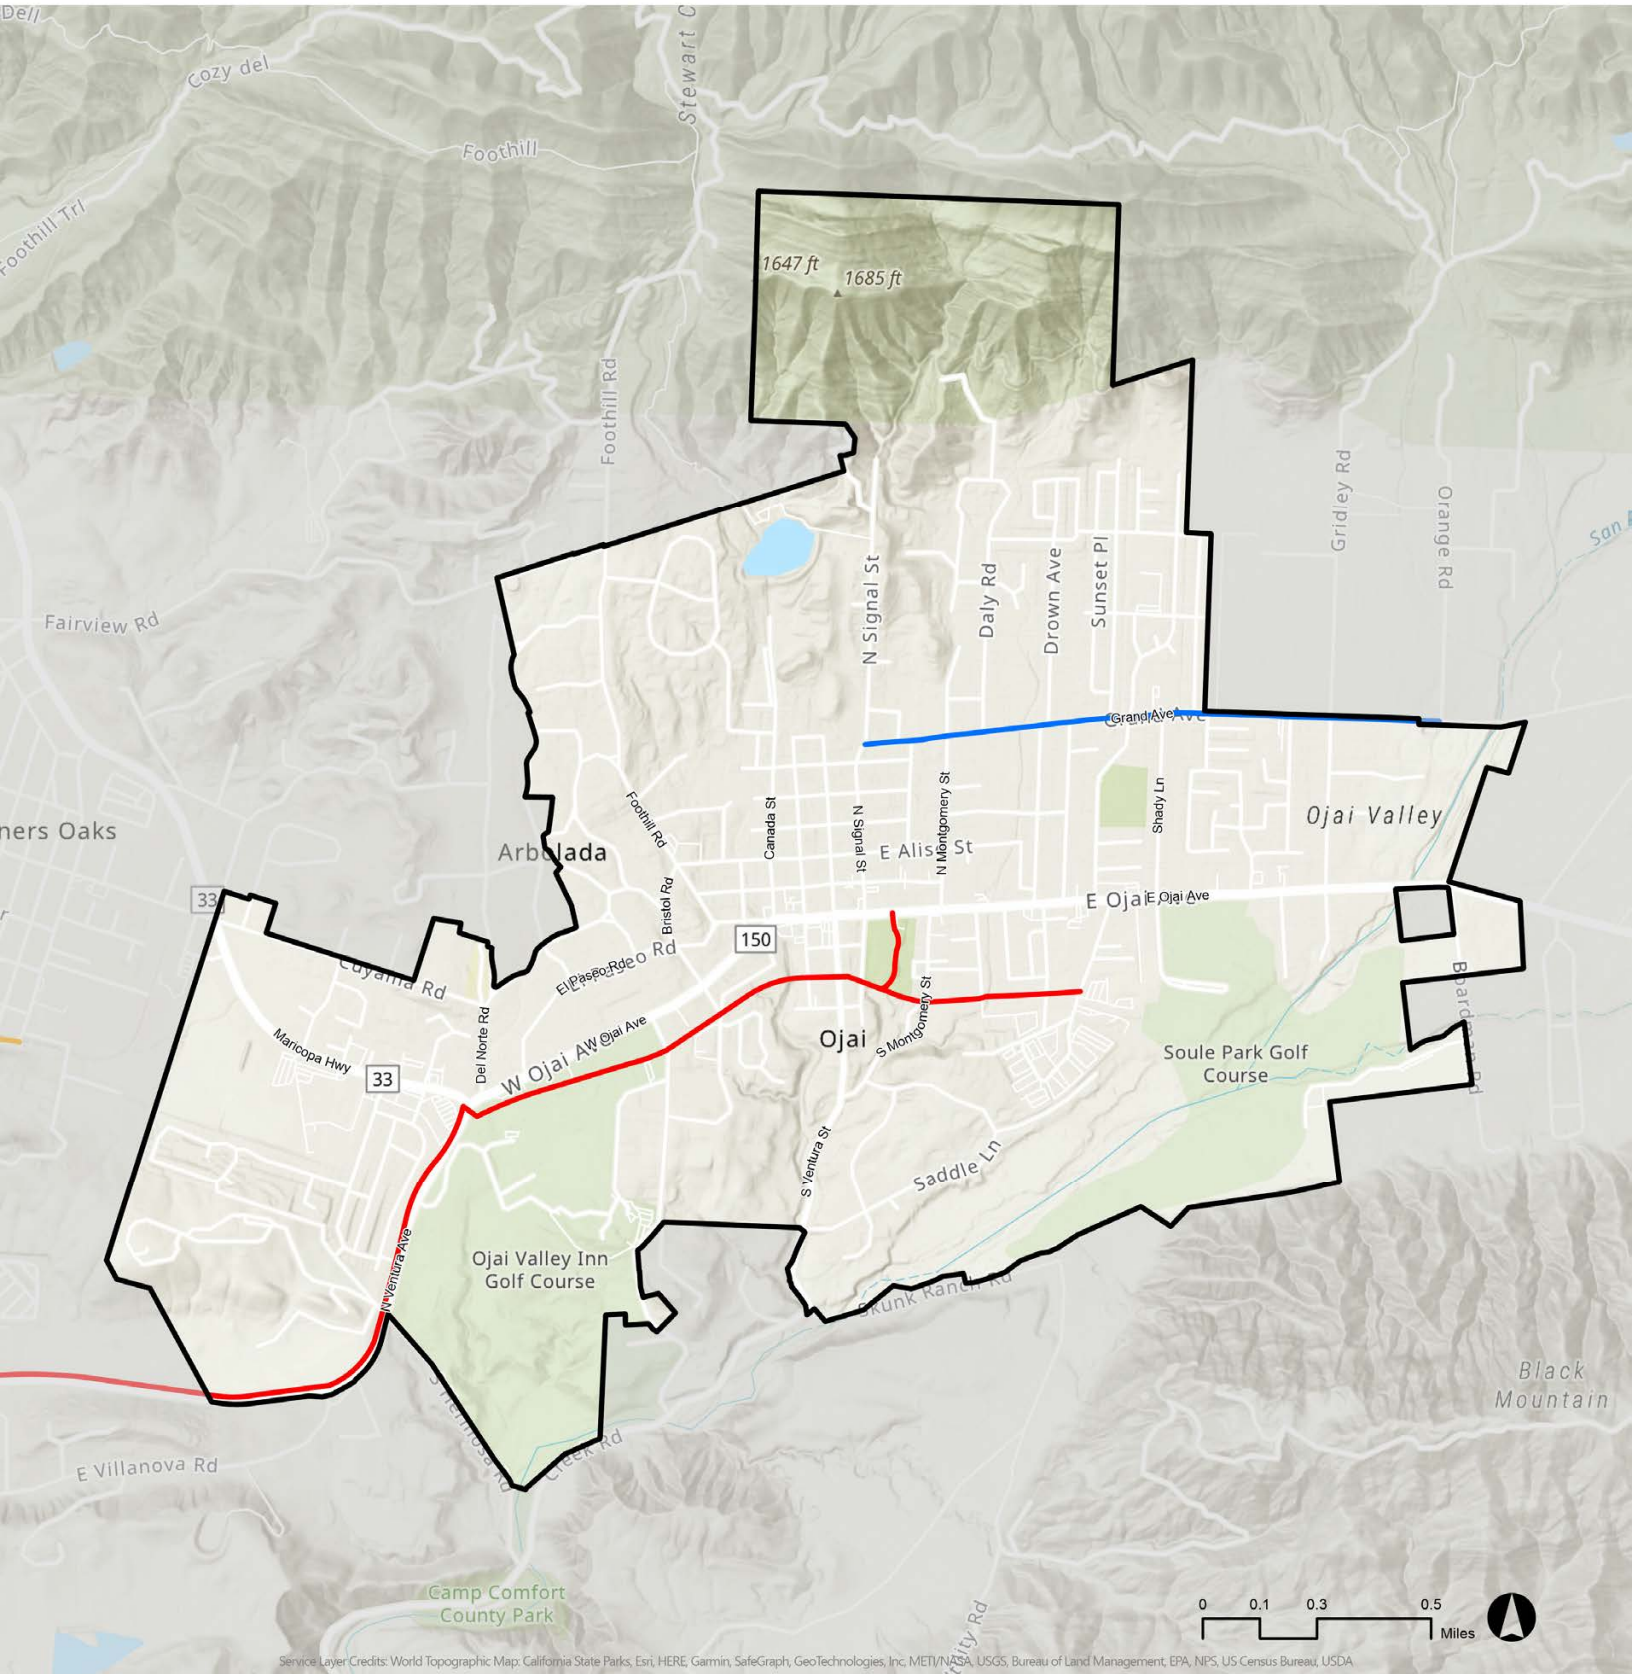 Dell
Cozy del
Stewart C
Foothill
Foothill Trl
1647 ft
1685 ft
Foothill Rd
Gridley Rd
Orange Rd
San A
N Signal St
Daly Rd
Drown Ave
Sunset Pl
Fairview Rd
Grand Ave
Grand Ave
ners Oaks
Arbolada
Foothill Rd
Canada St
N Signal St
N Montgomery St
Shady Ln
Ojai Valley
E Aliso St
33
Bristol Rd
E Ojai Ave
E Ojai Ave
150
El Paseo Rd
El Paseo Rd
Cuyama Rd
Boardman Rd
Del Norte Rd
Maricopa Hwy
W Ojai Ave
W Ojai Ave
S Montgomery St
Ojai
33
Soule Park Golf
Course
S Ventura St
Saddle Ln
N Ventura Ave
Ojai Valley Inn
Golf Course
Skunk Ranch Rd
Black
Mountain
S Hermosa Rd
Creek Rd
E Villanova Rd
Camp Comfort
County Park
tility Rd
0 0.1 0.3 0.5
Miles
Service Layer Credits: World Topographic Map: California State Parks, Esri, HERE, Garmin, SafeGraph, GeoTechnologies, Inc, METI/NASA, USGS, Bureau of Land Management, EPA, NPS, US Census Bureau, USDA